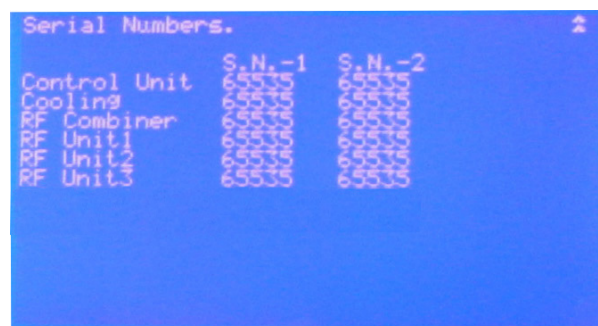 Serial Numbers.
S.N.-1 S.N.-2
Control Unit 65535 65535
Cooling 65535 65535
RF Combiner 65535 65535
RF Unit1 65535 65535
RF Unit2 65535 65535
RF Unit3 65535 65535